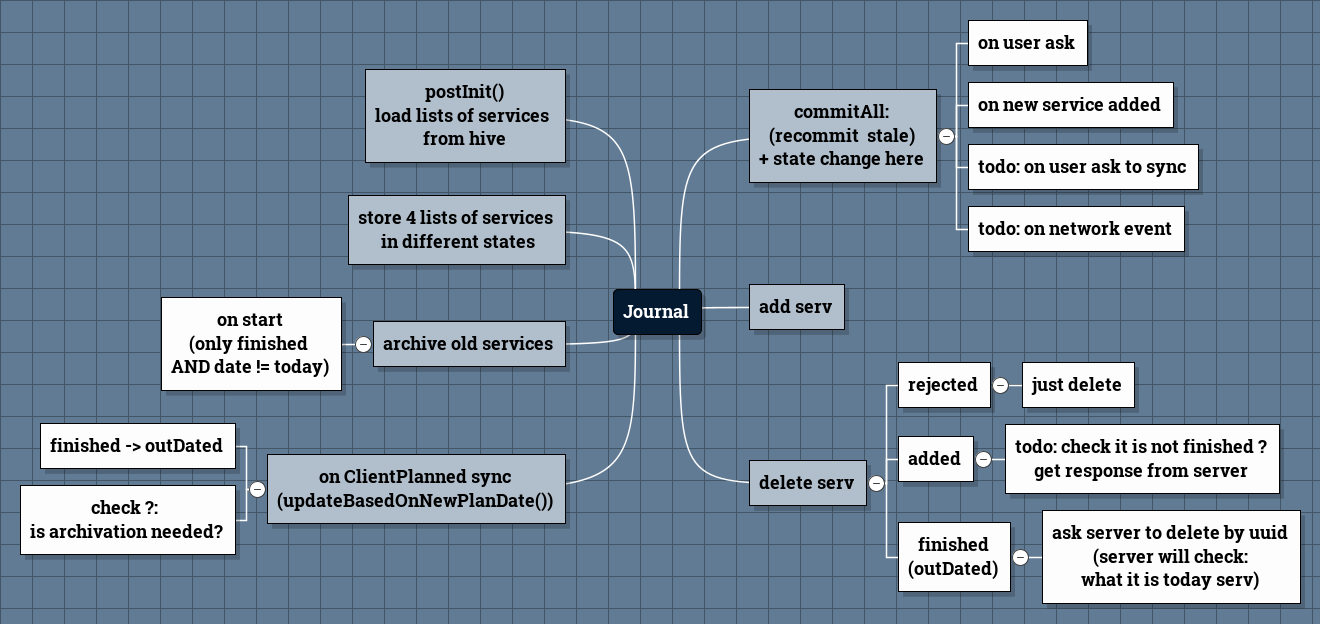 postInit()
load lists of services
from hive
store 4 lists of services
in different states
on start
(only finished
AND date != today)
archive old services
finished -> outDated
check ?:
is archivation needed?
on ClientPlanned sync
(updateBasedOnNewPlanDate())
Journal
commitAll:
(recommit  stale)
+ state change here
on user ask
on new service added
todo: on user ask to sync
todo: on network event
add serv
delete serv
rejected
just delete
added
todo: check it is not finished ?
get response from server
finished
(outDated)
ask server to delete by uuid
(server will check:
what it is today serv)